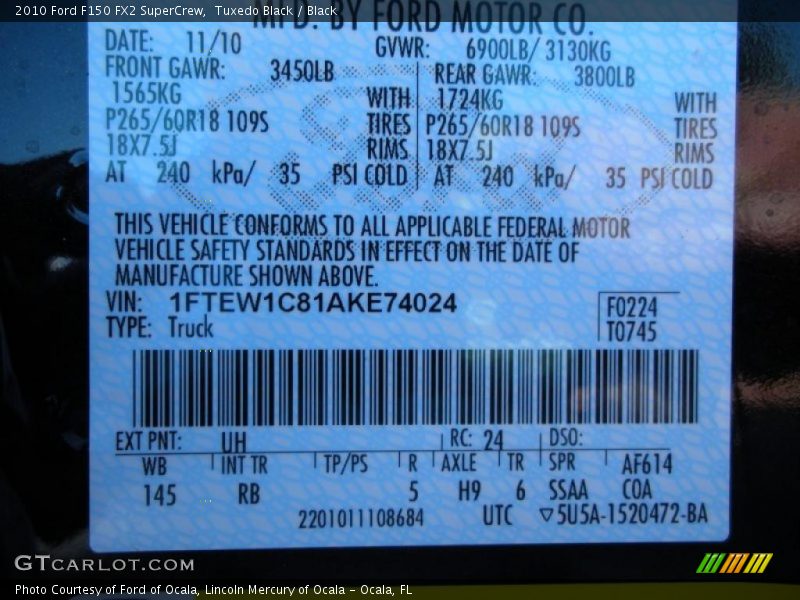 2010 Ford F150 FX2 SuperCrew, Tuxedo Black / Black
MFD. BY FORD MOTOR CO.
DATE: 11/10 GVWR: 6900LB/ 3130KG
FRONT GAWR: 3450LB REAR GAWR: 3800LB
1565KG WITH 1724KG WITH
P265/60R18 109S TIRES P265/60R18 109S TIRES
18X7.5J RIMS 18X7.5J RIMS
AT 240 kPa/ 35 PSI COLD AT 240 kPa/ 35 PSI COLD
THIS VEHICLE CONFORMS TO ALL APPLICABLE FEDERAL MOTOR
VEHICLE SAFETY STANDARDS IN EFFECT ON THE DATE OF
MANUFACTURE SHOWN ABOVE.
VIN: 1FTEW1C81AKE74024 F0224
TYPE: Truck T0745
EXT PNT: UH RC: 24 DSO:
WB INT TR TP/PS R AXLE TR SPR AF614
145 RB 5 H9 6 SSAA COA
2201011108684 UTC ▽5U5A-1520472-BA
GTCARLOT.COM
Photo Courtesy of Ford of Ocala, Lincoln Mercury of Ocala – Ocala, FL